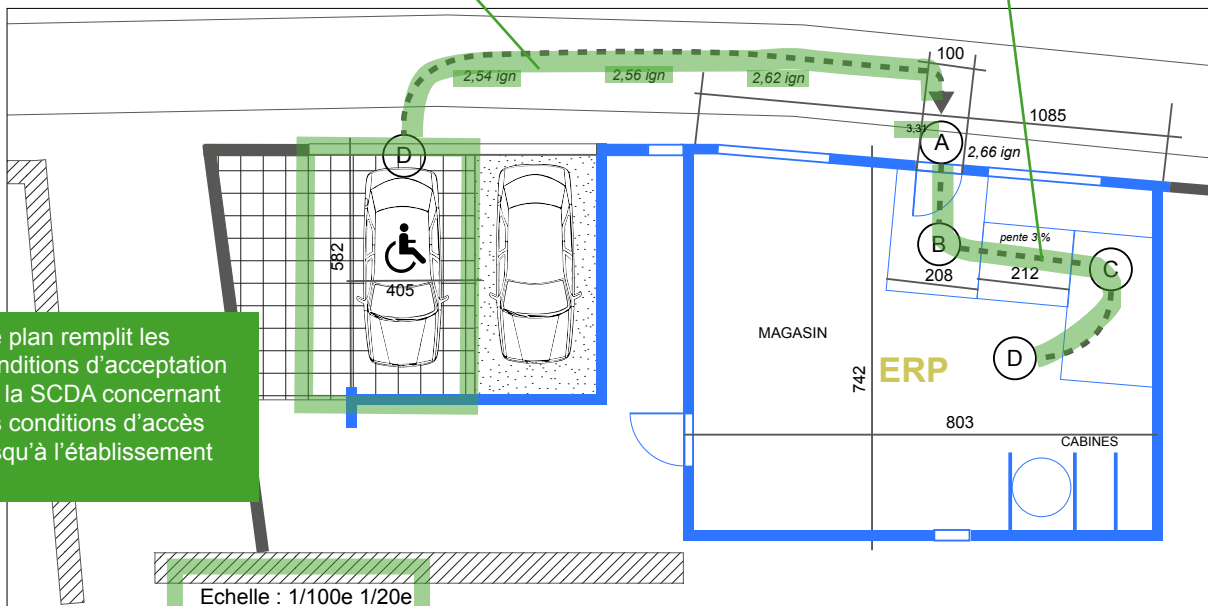 100
2,54 ign
2,56 ign
2,62 ign
1085
3,31
A
2,66 ign
D
582
405
B
pente 3 %
C
208
212
MAGASIN
D
ERP
742
803
CABINES
plan remplit les
nditions d'acceptation
la SCDA concernant
conditions d'accès
squ'à l'établissement
Echelle : 1/100e 1/20e